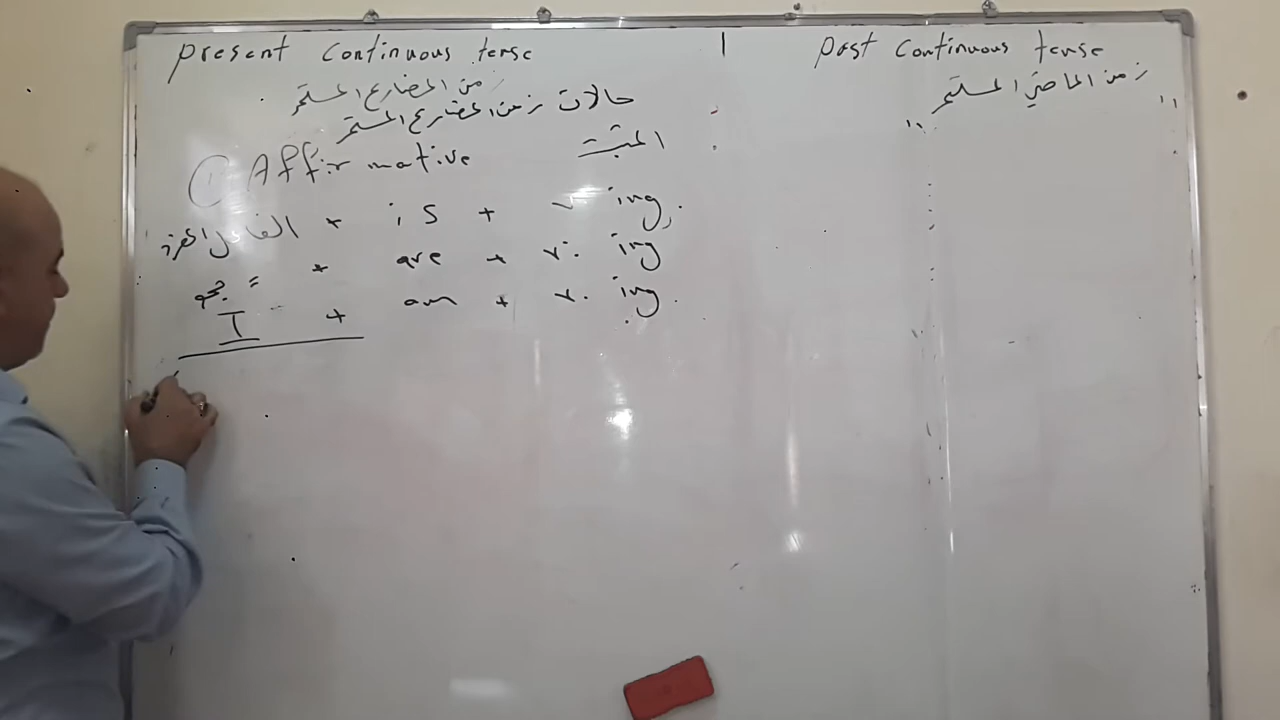 present continuous tense
زمن المضارع المستمر
حالات زمن المضارع المستمر
① Affirmative المثبت
الفاعل المفرد + is + v ing.
جمع = + are + v. ing
I + am + v. ing.
past continuous tense
زمن الماضي المستمر
" "